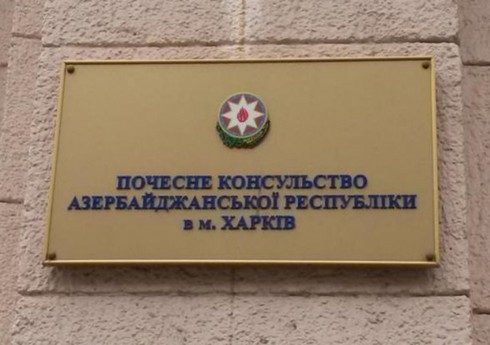 ПОЧЕСНЕ КОНСУЛЬСТВО
АЗЕРБАЙДЖАНСЬКОЇ РЕСПУБЛІКИ
в м. ХАРКІВ